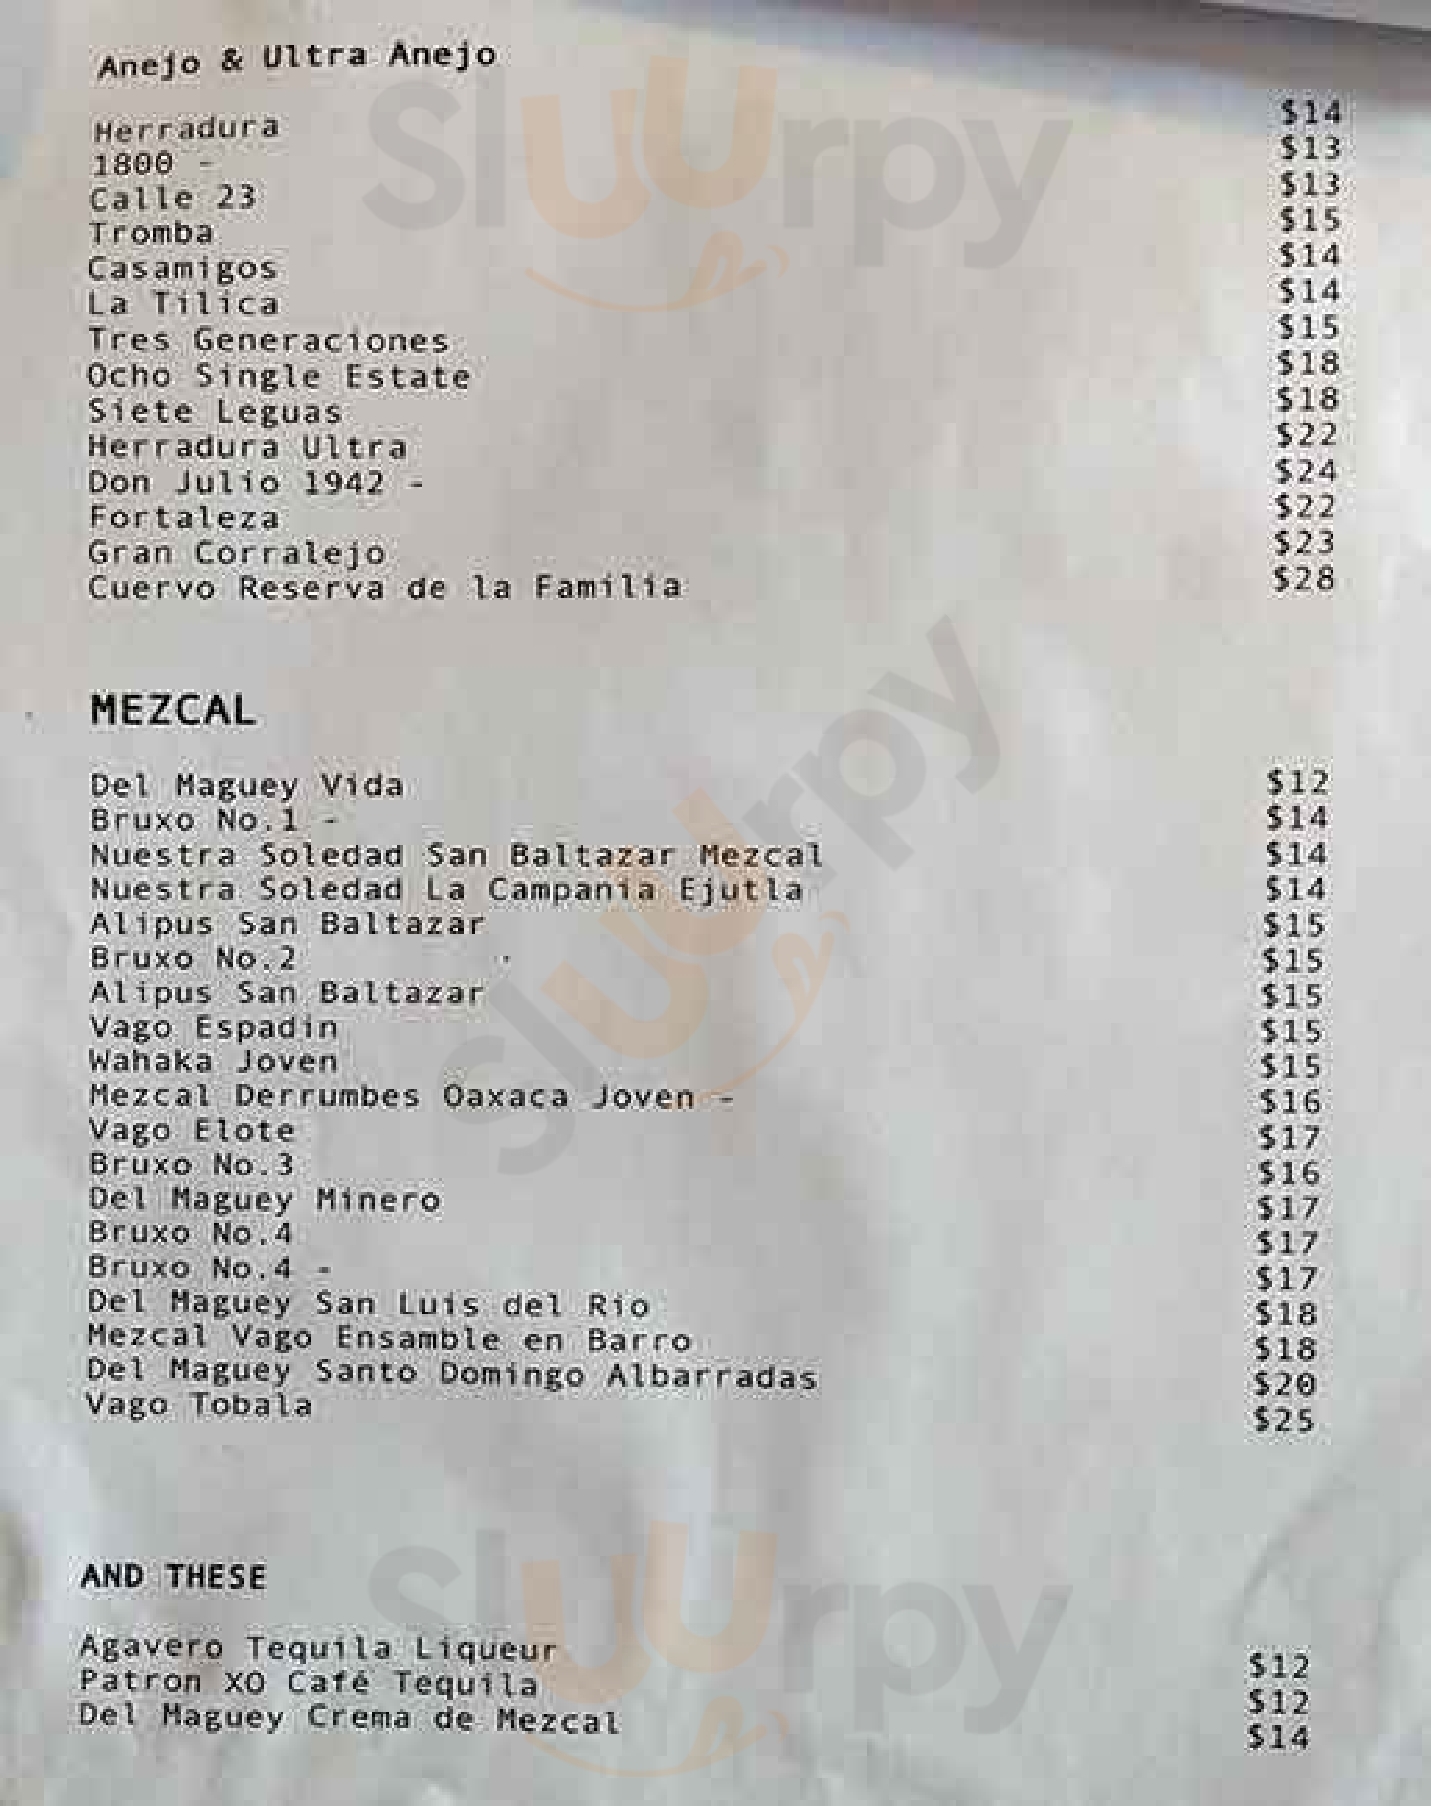 Anejo & Ultra Anejo
Herradura $14
1800 - $13
Calle 23 $13
Tromba $15
Casamigos $14
La Tilica $14
Tres Generaciones $15
Ocho Single Estate $18
Siete Leguas $18
Herradura Ultra $22
Don Julio 1942 - $24
Fortaleza $22
Gran Corralejo $23
Cuervo Reserva de la Familia $28
MEZCAL
Del Maguey Vida $12
Bruxo No.1 - $14
Nuestra Soledad San Baltazar Mezcal $14
Nuestra Soledad La Campania Ejutla $14
Alipus San Baltazar $15
Bruxo No.2 $15
Alipus San Baltazar $15
Vago Espadin $15
Wahaka Joven $15
Mezcal Derrumbes Oaxaca Joven - $16
Vago Elote $17
Bruxo No.3 $16
Del Maguey Minero $17
Bruxo No.4 $17
Bruxo No.4 - $17
Del Maguey San Luis del Rio $18
Mezcal Vago Ensamble en Barro $18
Del Maguey Santo Domingo Albarradas $20
Vago Tobala $25
AND THESE
Agavero Tequila Liqueur $12
Patron XO Café Tequila $12
Del Maguey Crema de Mezcal $14
Sluurpy
Sluurpy
Sluurpy